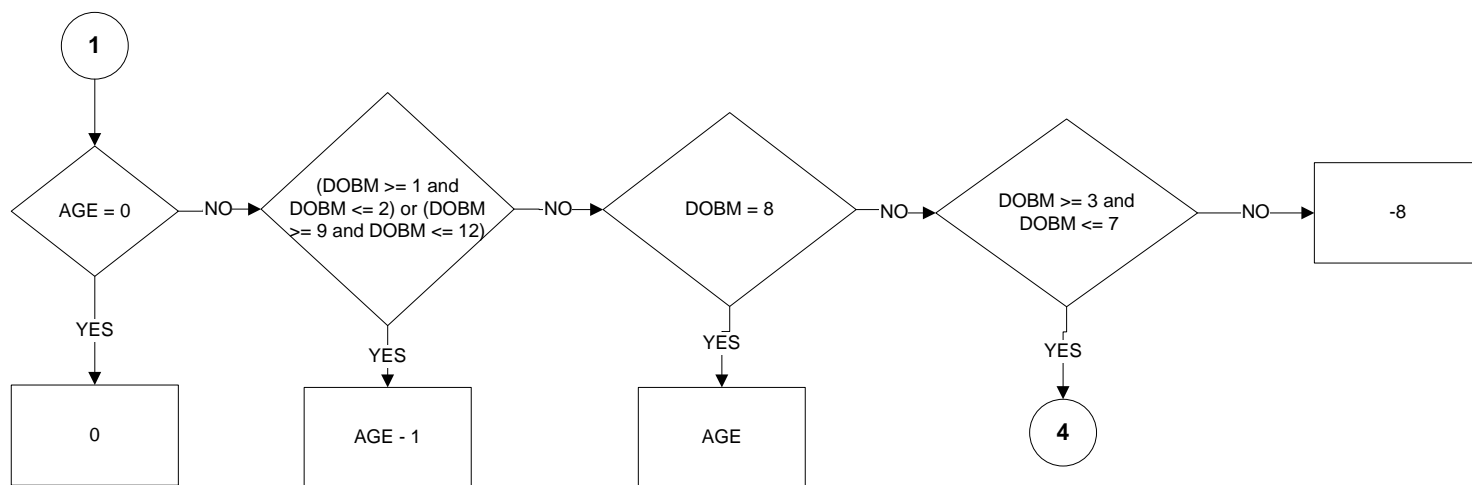 1
AGE = 0
NO
(DOBM >= 1 and
DOBM <= 2) or (DOBM
>= 9 and DOBM <= 12)
NO
DOBM = 8
NO
DOBM >= 3 and
DOBM <= 7
NO
-8
YES
YES
YES
YES
0
AGE - 1
AGE
4